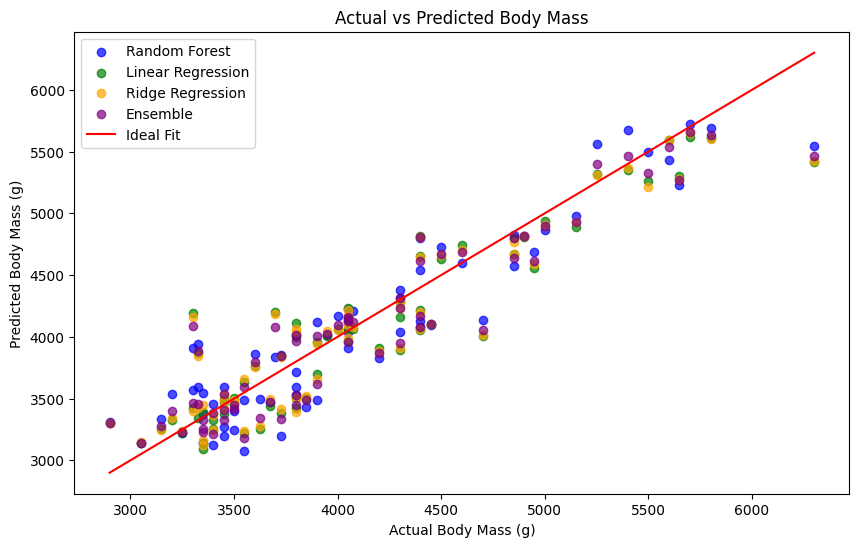 Actual vs Predicted Body Mass
Random Forest
Linear Regression
Ridge Regression
Ensemble
Ideal Fit
Predicted Body Mass (g)
6000
5500
5000
4500
4000
3500
3000
3000 3500 4000 4500 5000 5500 6000
Actual Body Mass (g)